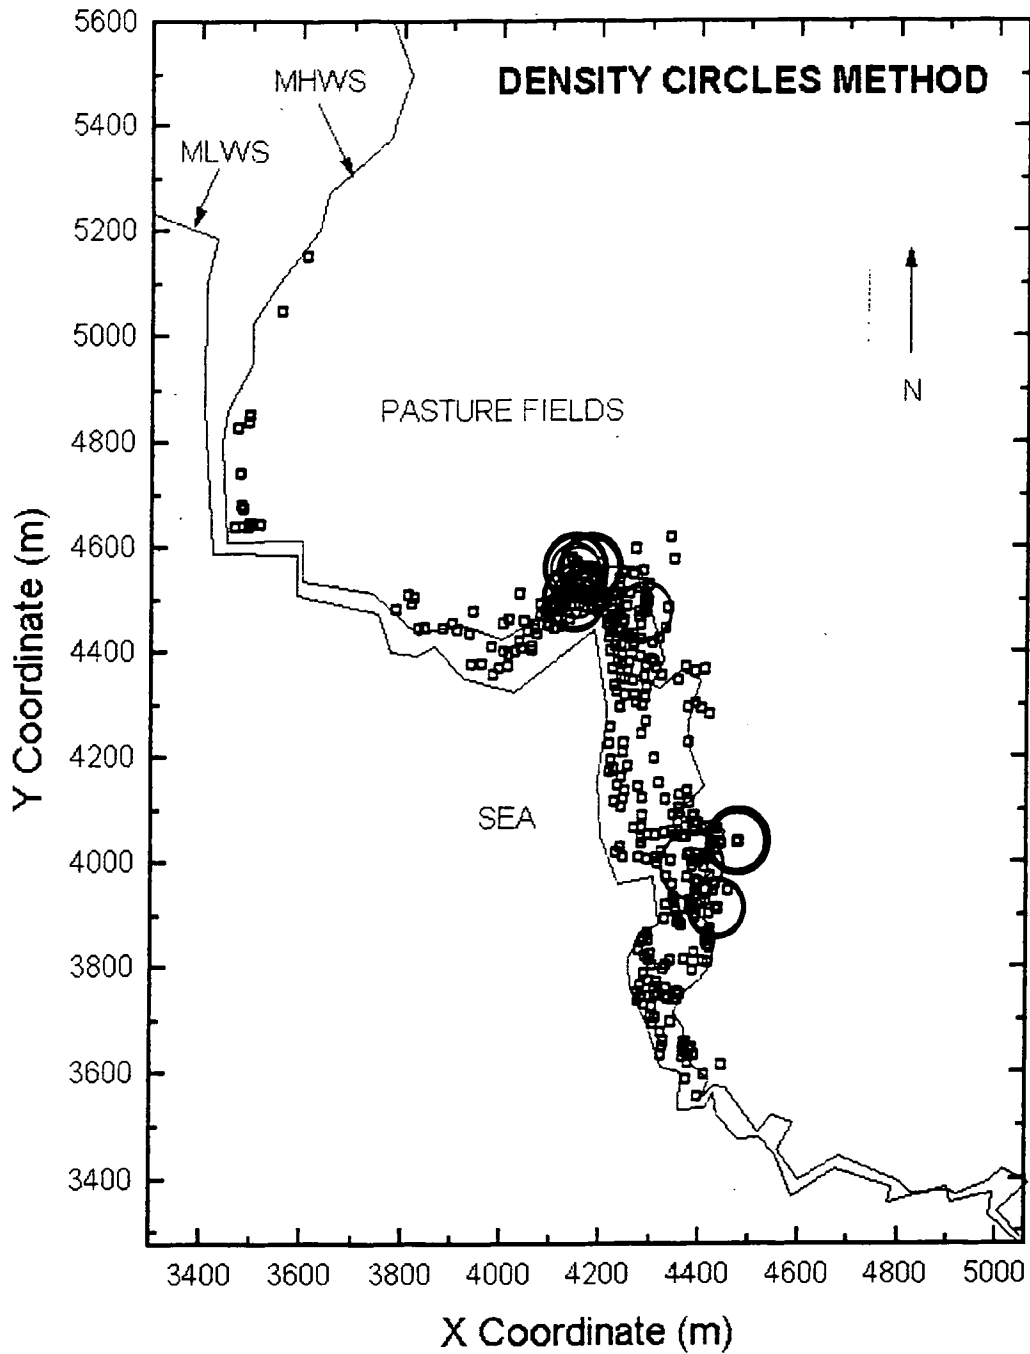 DENSITY CIRCLES METHOD
MHWS
MLWS
N
PASTURE FIELDS
SEA
Y Coordinate (m)
5600
5400
5200
5000
4800
4600
4400
4200
4000
3800
3600
3400
3400 3600 3800 4000 4200 4400 4600 4800 5000
X Coordinate (m)